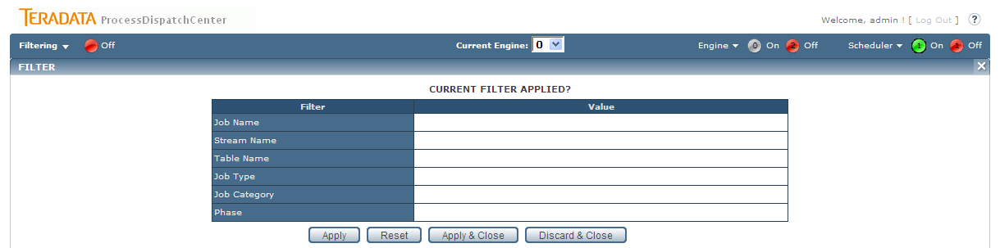 TERADATA ProcessDispatchCenter
Welcome, admin ! [ Log Out ] ?
Filtering Off Current Engine: 0 Engine 0 On 2 Off Scheduler 1 On 1 Off
FILTER
CURRENT FILTER APPLIED?
Filter Value
Job Name
Stream Name
Table Name
Job Type
Job Category
Phase
Apply Reset Apply & Close Discard & Close